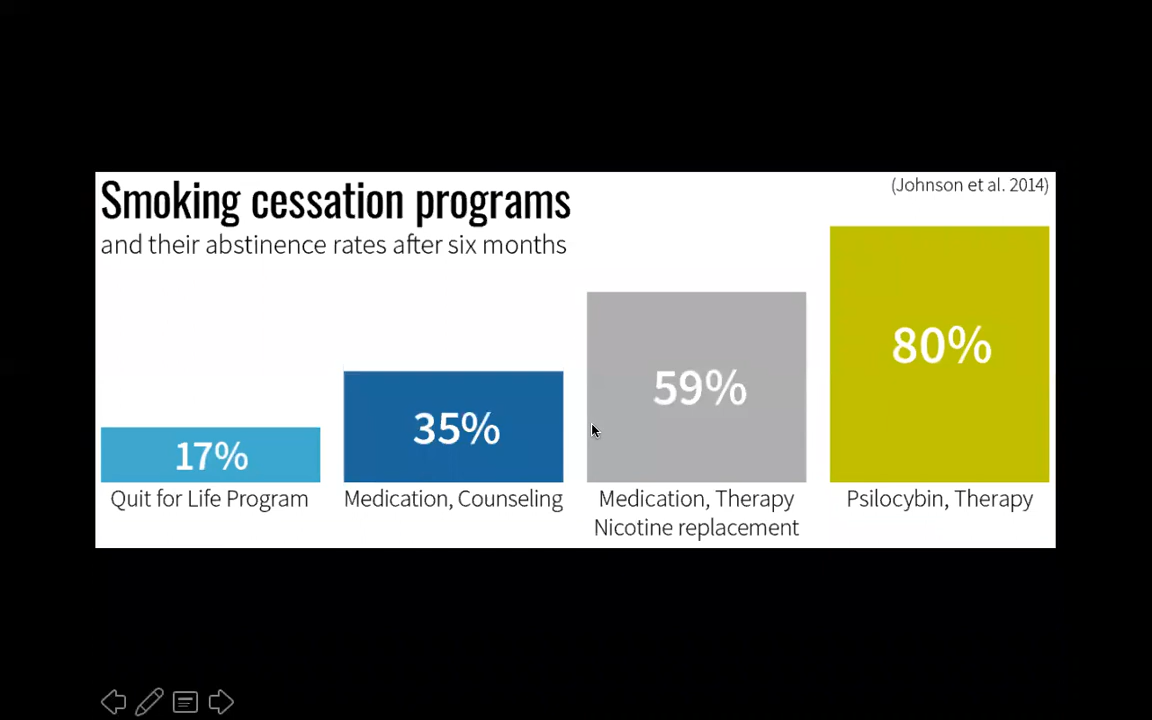 Smoking cessation programs
(Johnson et al. 2014)
and their abstinence rates after six months
17%
35%
59%
80%
Quit for Life Program
Medication, Counseling
Medication, Therapy
Nicotine replacement
Psilocybin, Therapy